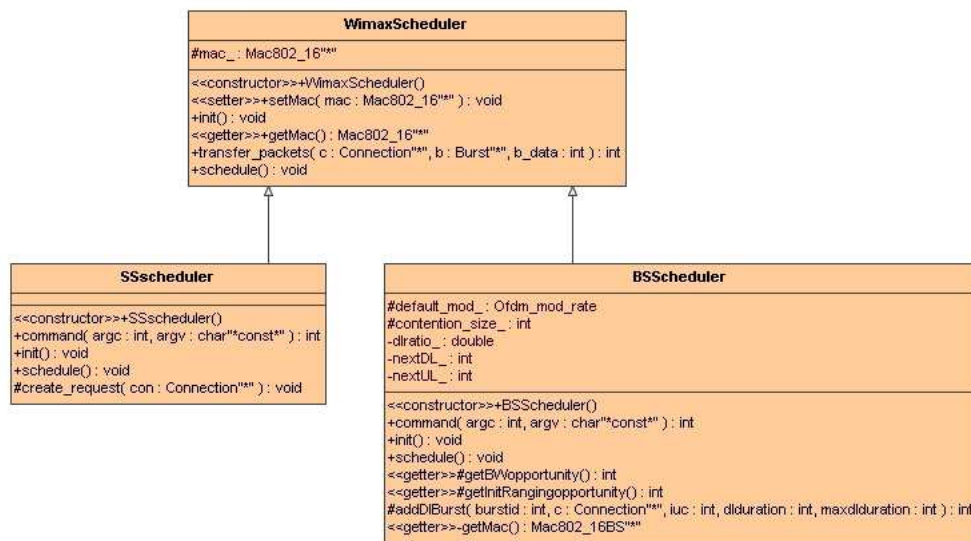 WimaxScheduler
#mac_ : Mac802_16"*"
<<constructor>>+WimaxScheduler()
<<setter>>+setMac( mac : Mac802_16"*" ) : void
+init() : void
<<getter>>+getMac() : Mac802_16"*"
+transfer_packets( c : Connection"*", b : Burst"*", b_data : int ) : int
+schedule() : void
SSscheduler
<<constructor>>+SSscheduler()
+command( argc : int, argv : char"*const*" ) : int
+init() : void
+schedule() : void
#create_request( con : Connection"*" ) : void
BSScheduler
#default_mod_ : Ofdm_mod_rate
#contention_size_ : int
-dlratio_ : double
-nextDL_ : int
-nextUL_ : int
<<constructor>>+BSScheduler()
+command( argc : int, argv : char"*const*" ) : int
+init() : void
+schedule() : void
<<getter>>#getBWopportunity() : int
<<getter>>#getInitRangingopportunity() : int
#addDlBurst( burstid : int, c : Connection"*", iuc : int, dlduration : int, maxdlduration : int ) : int
<<getter>>-getMac() : Mac802_16BS"*"